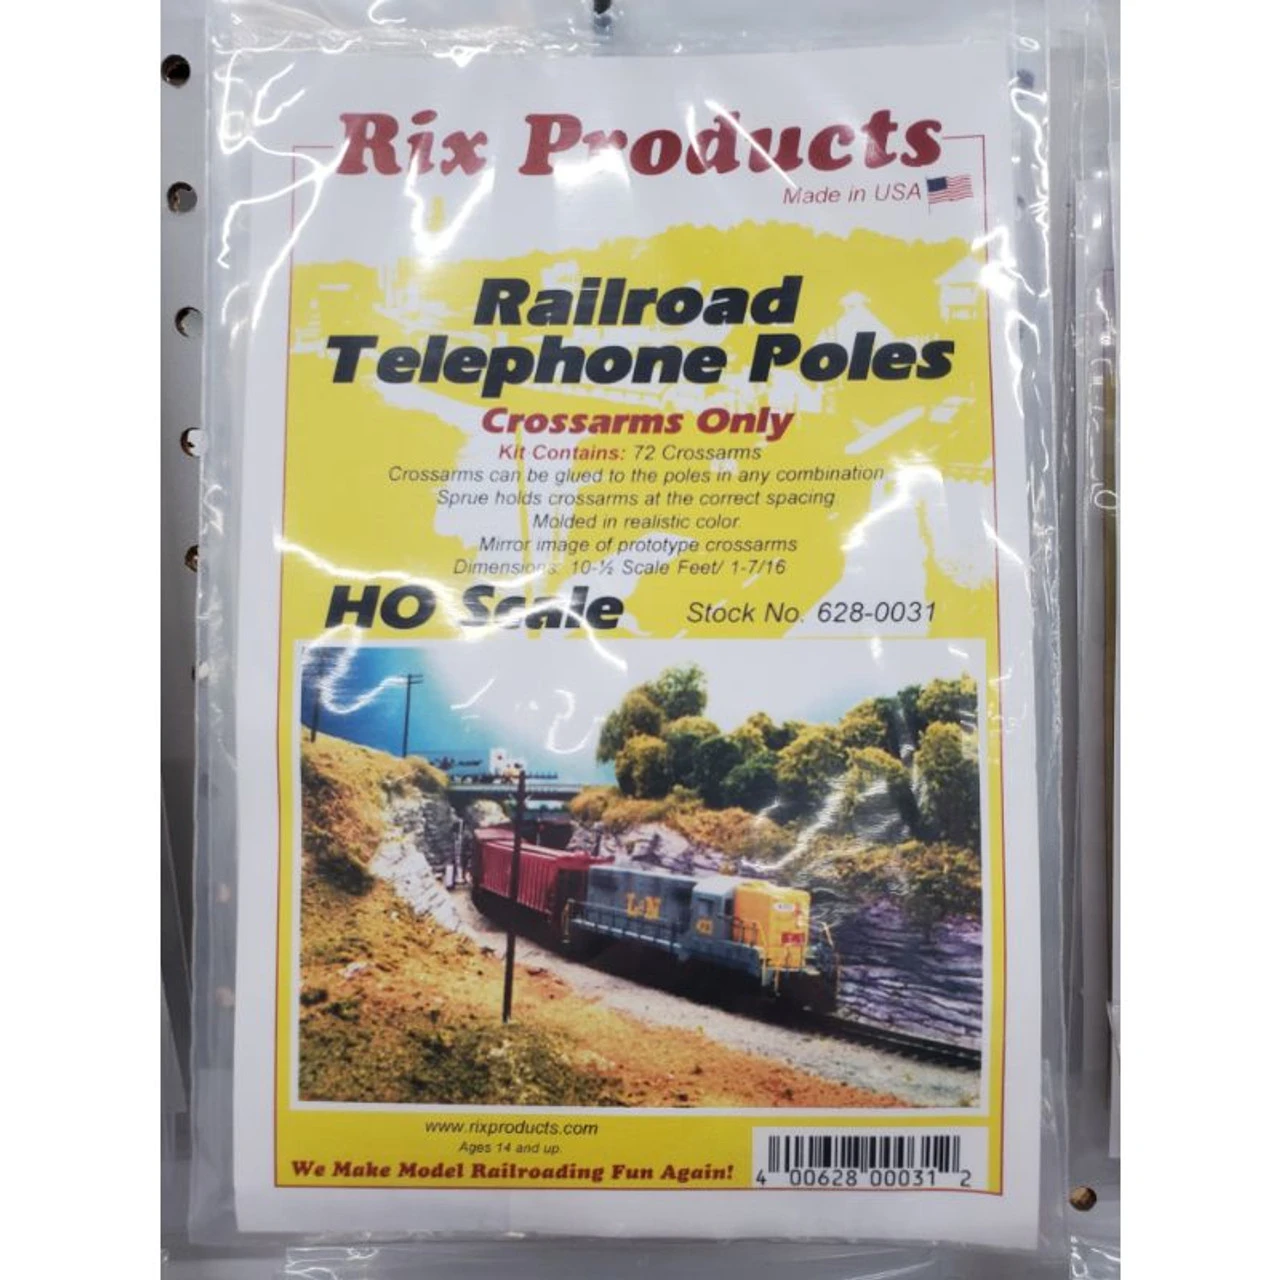 Rix Products
Made in USA
Railroad
Telephone Poles
Crossarms Only
Kit Contains: 72 Crossarms
Crossarms can be glued to the poles in any combination
Sprue holds crossarms at the correct spacing
Molded in realistic color.
Mirror image of prototype crossarms
Dimensions: 10-½ Scale Feet/ 1-7/16
HO Scale
Stock No. 628-0031
L&N
www.rixproducts.com
Ages 14 and up.
We Make Model Railroading Fun Again!
4 00628 00031 2